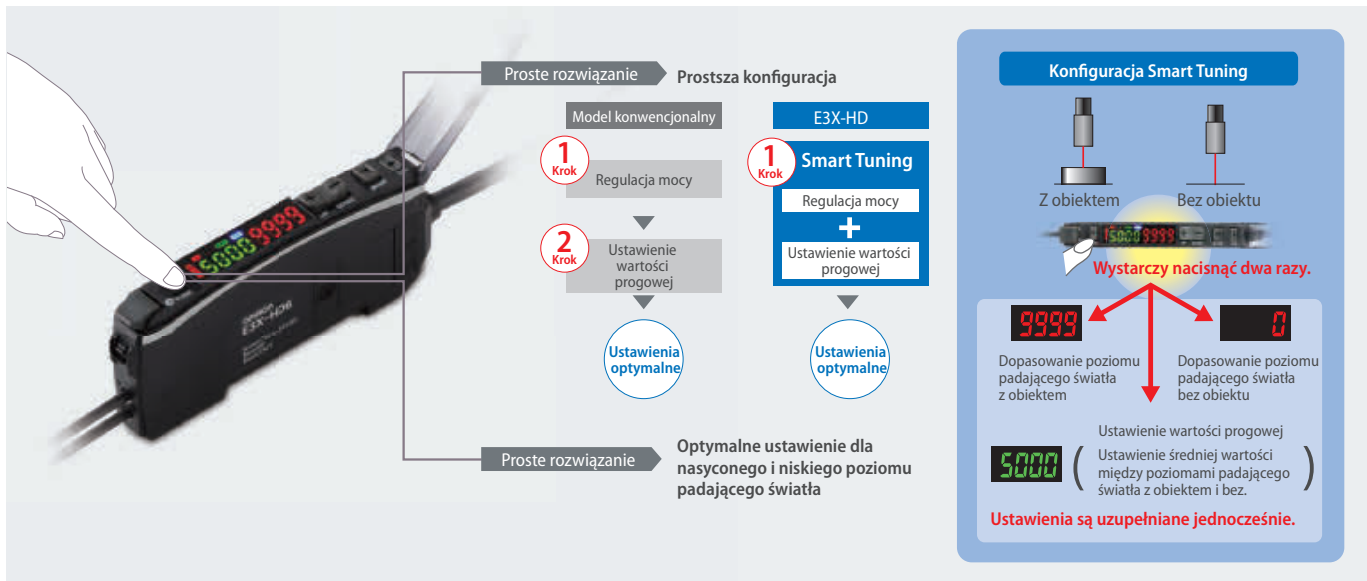 Proste rozwiązanie
Prostsza konfiguracja
Model konwencjonalny
1
Krok
Regulacja mocy
2
Krok
Ustawienie
wartości
progowej
Ustawienia
optymalne
E3X-HD
1
Krok
Smart Tuning
Regulacja mocy
+
Ustawienie wartości
progowej
Ustawienia
optymalne
5000 9999
E3X-HD6
Proste rozwiązanie
Optymalne ustawienie dla
nasyconego i niskiego poziomu
padającego światła
Konfiguracja Smart Tuning
Z obiektem
Bez obiektu
5000 9999
Wystarczy nacisnąć dwa razy.
9999
Dopasowanie poziomu
padającego światła
z obiektem
0
Dopasowanie poziomu
padającego światła
bez obiektu
5000
Ustawienie wartości progowej
( Ustawienie średniej wartości
między poziomami padającego
światła z obiektem i bez. )
Ustawienia są uzupełniane jednocześnie.